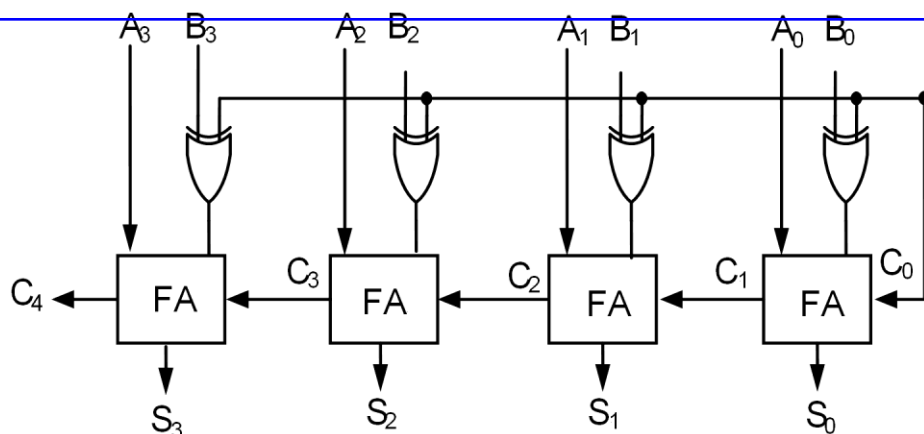 A₃ B₃ A₂ B₂ A₁ B₁ A₀ B₀
C₄ FA C₃ FA C₂ FA C₁ FA C₀
S₃ S₂ S₁ S₀